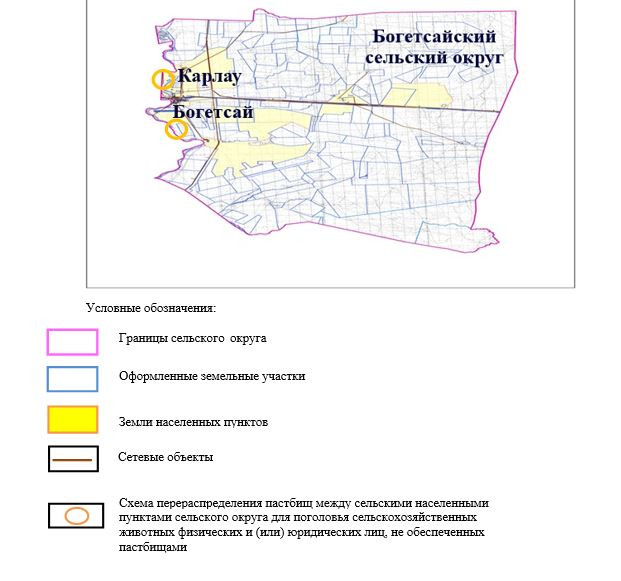 Богетсайский
сельский округ
Карлау
Богетсай
Условные обозначения:
Границы сельского округа
Оформленные земельные участки
Земли населенных пунктов
Сетевые объекты
Схема перераспределения пастбищ между сельскими населенными
пунктами сельского округа для поголовья сельскохозяйственных
животных физических и (или) юридических лиц, не обеспеченных
пастбищами